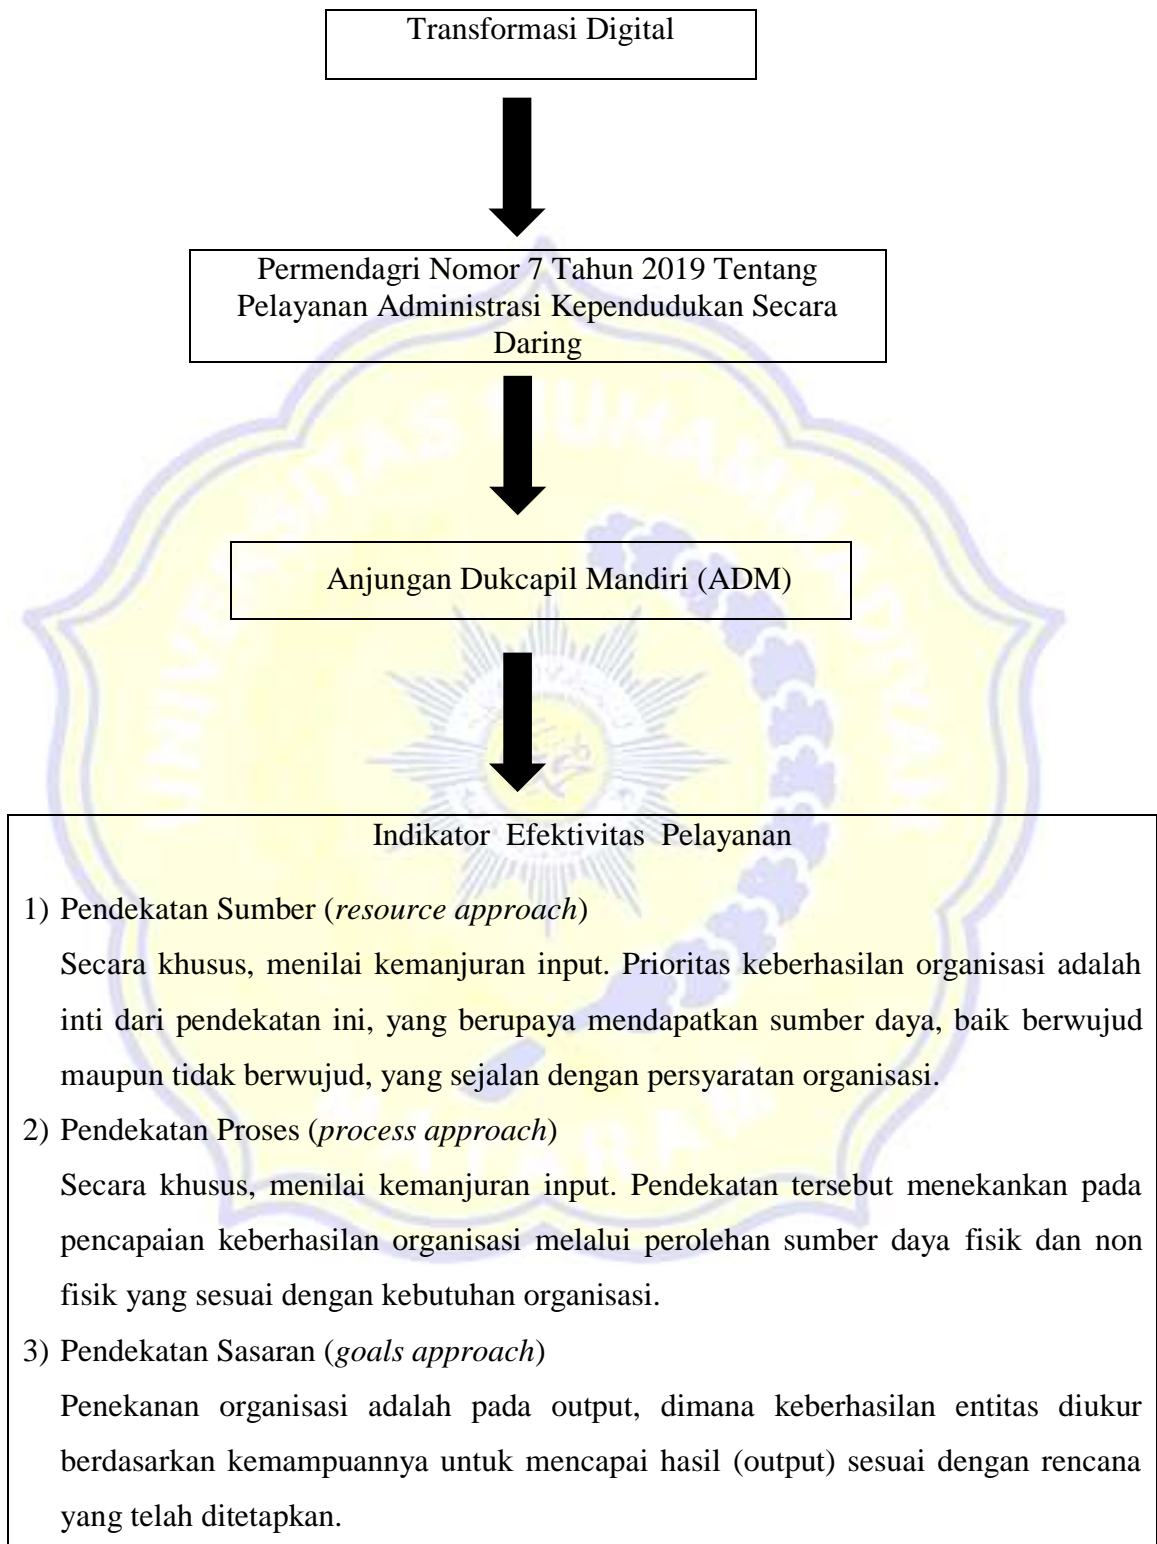 Transformasi Digital
Permendagri Nomor 7 Tahun 2019 Tentang
Pelayanan Administrasi Kependudukan Secara
Daring
Anjungan Dukcapil Mandiri (ADM)
Indikator Efektivitas Pelayanan
1) Pendekatan Sumber (resource approach)
Secara khusus, menilai kemanjuran input. Prioritas keberhasilan organisasi adalah
inti dari pendekatan ini, yang berupaya mendapatkan sumber daya, baik berwujud
maupun tidak berwujud, yang sejalan dengan persyaratan organisasi.
2) Pendekatan Proses (process approach)
Secara khusus, menilai kemanjuran input. Pendekatan tersebut menekankan pada
pencapaian keberhasilan organisasi melalui perolehan sumber daya fisik dan non
fisik yang sesuai dengan kebutuhan organisasi.
3) Pendekatan Sasaran (goals approach)
Penekanan organisasi adalah pada output, dimana keberhasilan entitas diukur
berdasarkan kemampuannya untuk mencapai hasil (output) sesuai dengan rencana
yang telah ditetapkan.
UNIVERSITAS MUHAMMADIYAH
MATARAM